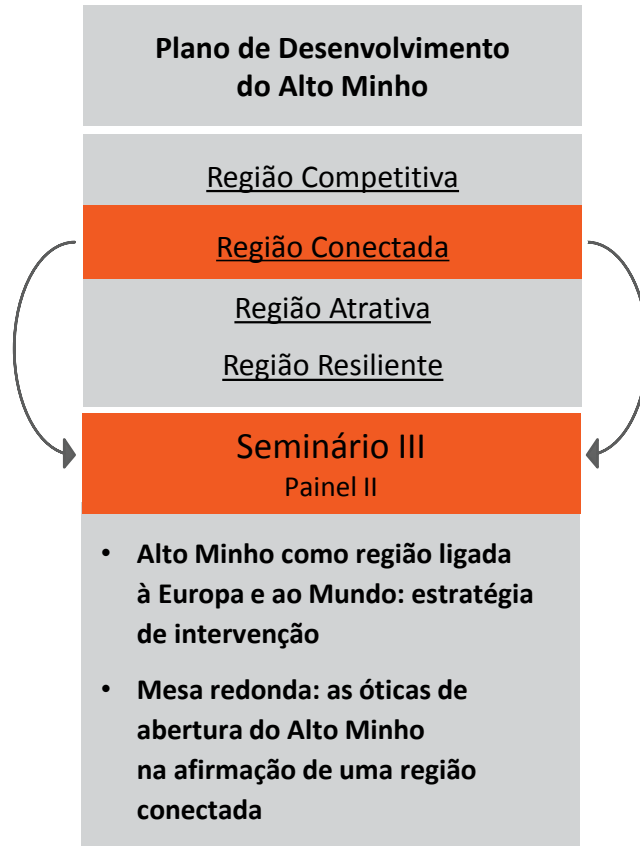 Plano de Desenvolvimento
do Alto Minho
Região Competitiva
Região Conectada
Região Atrativa
Região Resiliente
Seminário III
Painel II
• Alto Minho como região ligada
à Europa e ao Mundo: estratégia
de intervenção
• Mesa redonda: as óticas de
abertura do Alto Minho
na afirmação de uma região
conectada